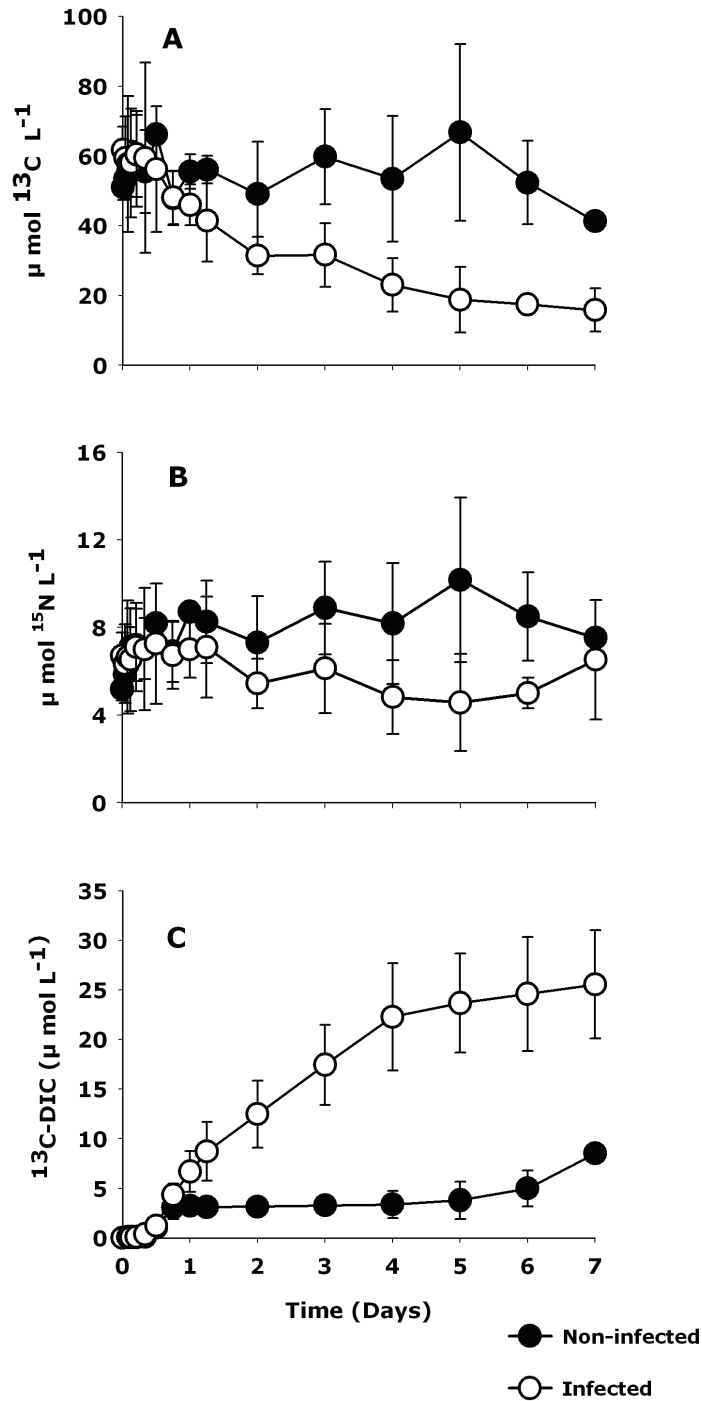 A
μ mol 13C L-1
100
80
60
40
20
0
B
μ mol 15N L-1
16
12
8
4
0
C
13C-DIC (μ mol L-1)
35
30
25
20
15
10
5
0
0 1 2 3 4 5 6 7
Time (Days)
Non-infected
Infected